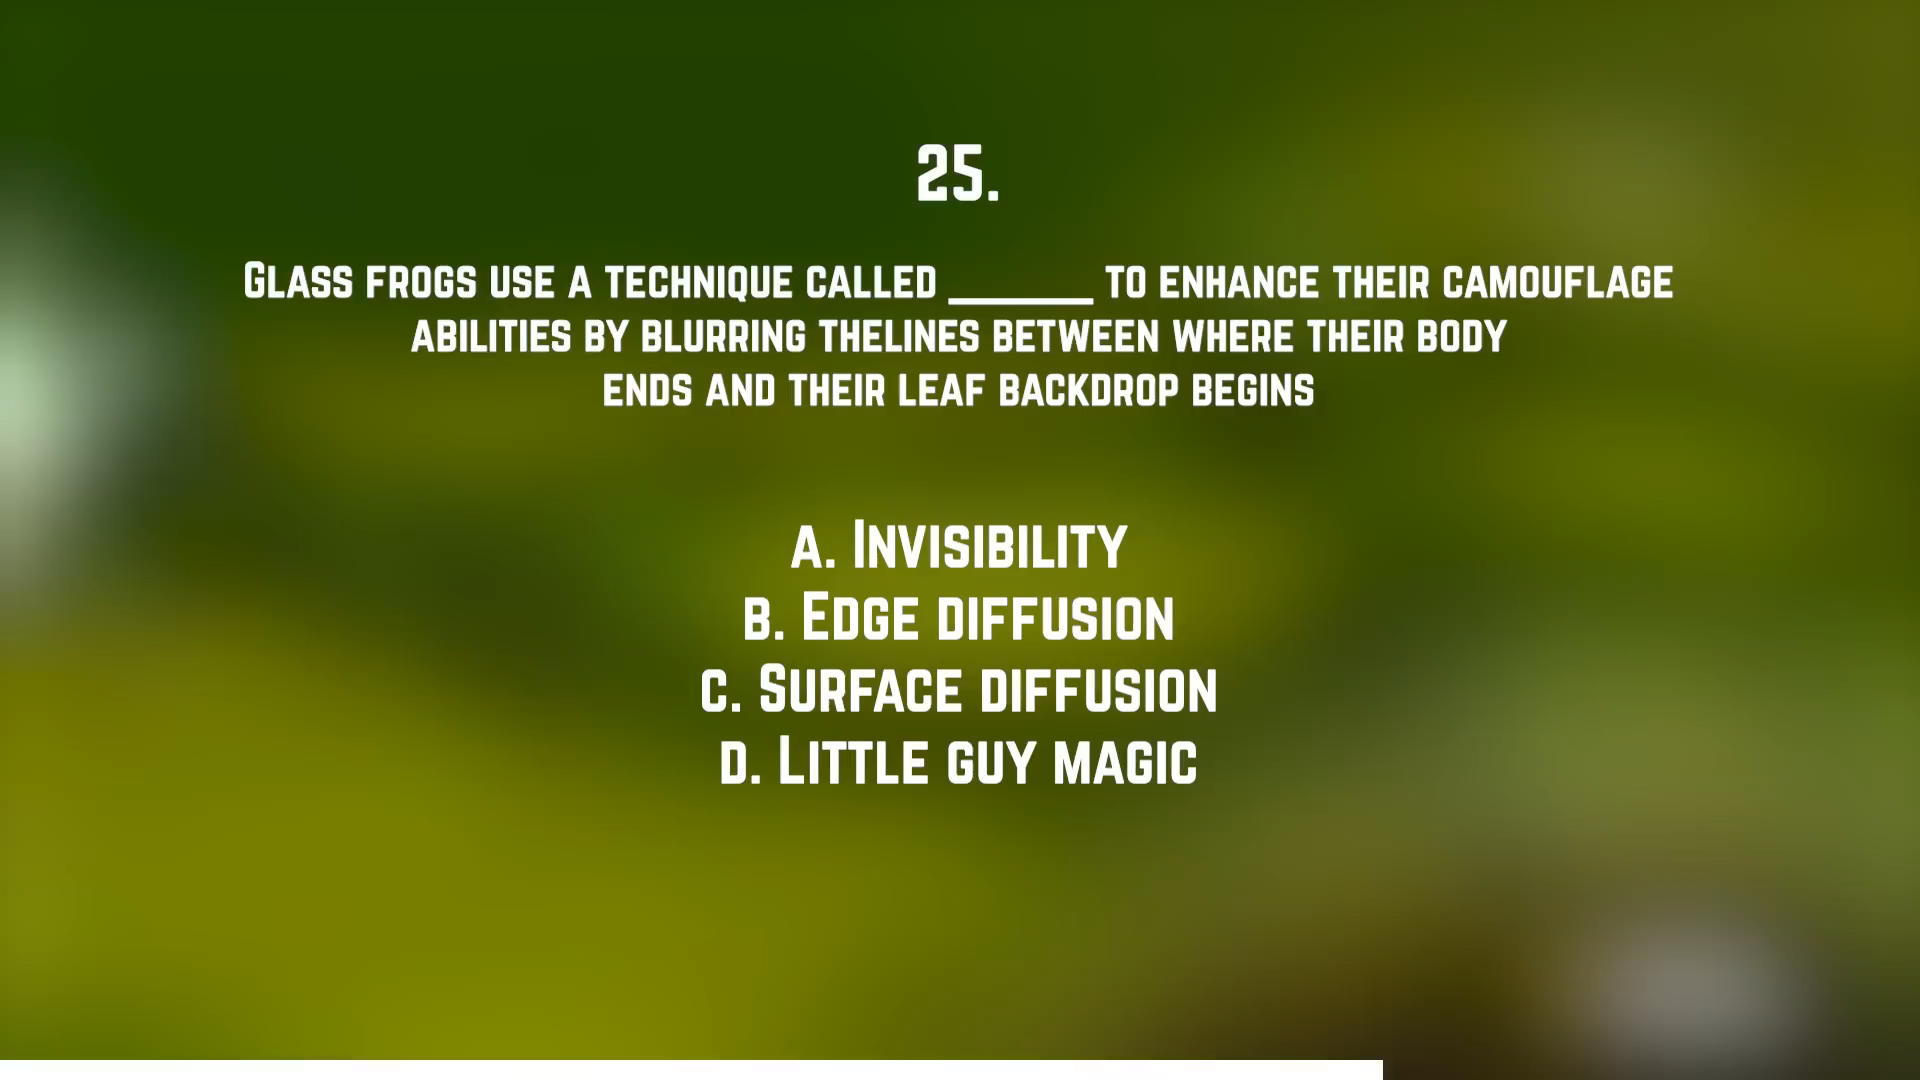 25.
Glass frogs use a technique called ______ to enhance their camouflage
abilities by blurring thelines between where their body
ends and their leaf backdrop begins
a. Invisibility
b. Edge diffusion
c. Surface diffusion
d. Little guy magic